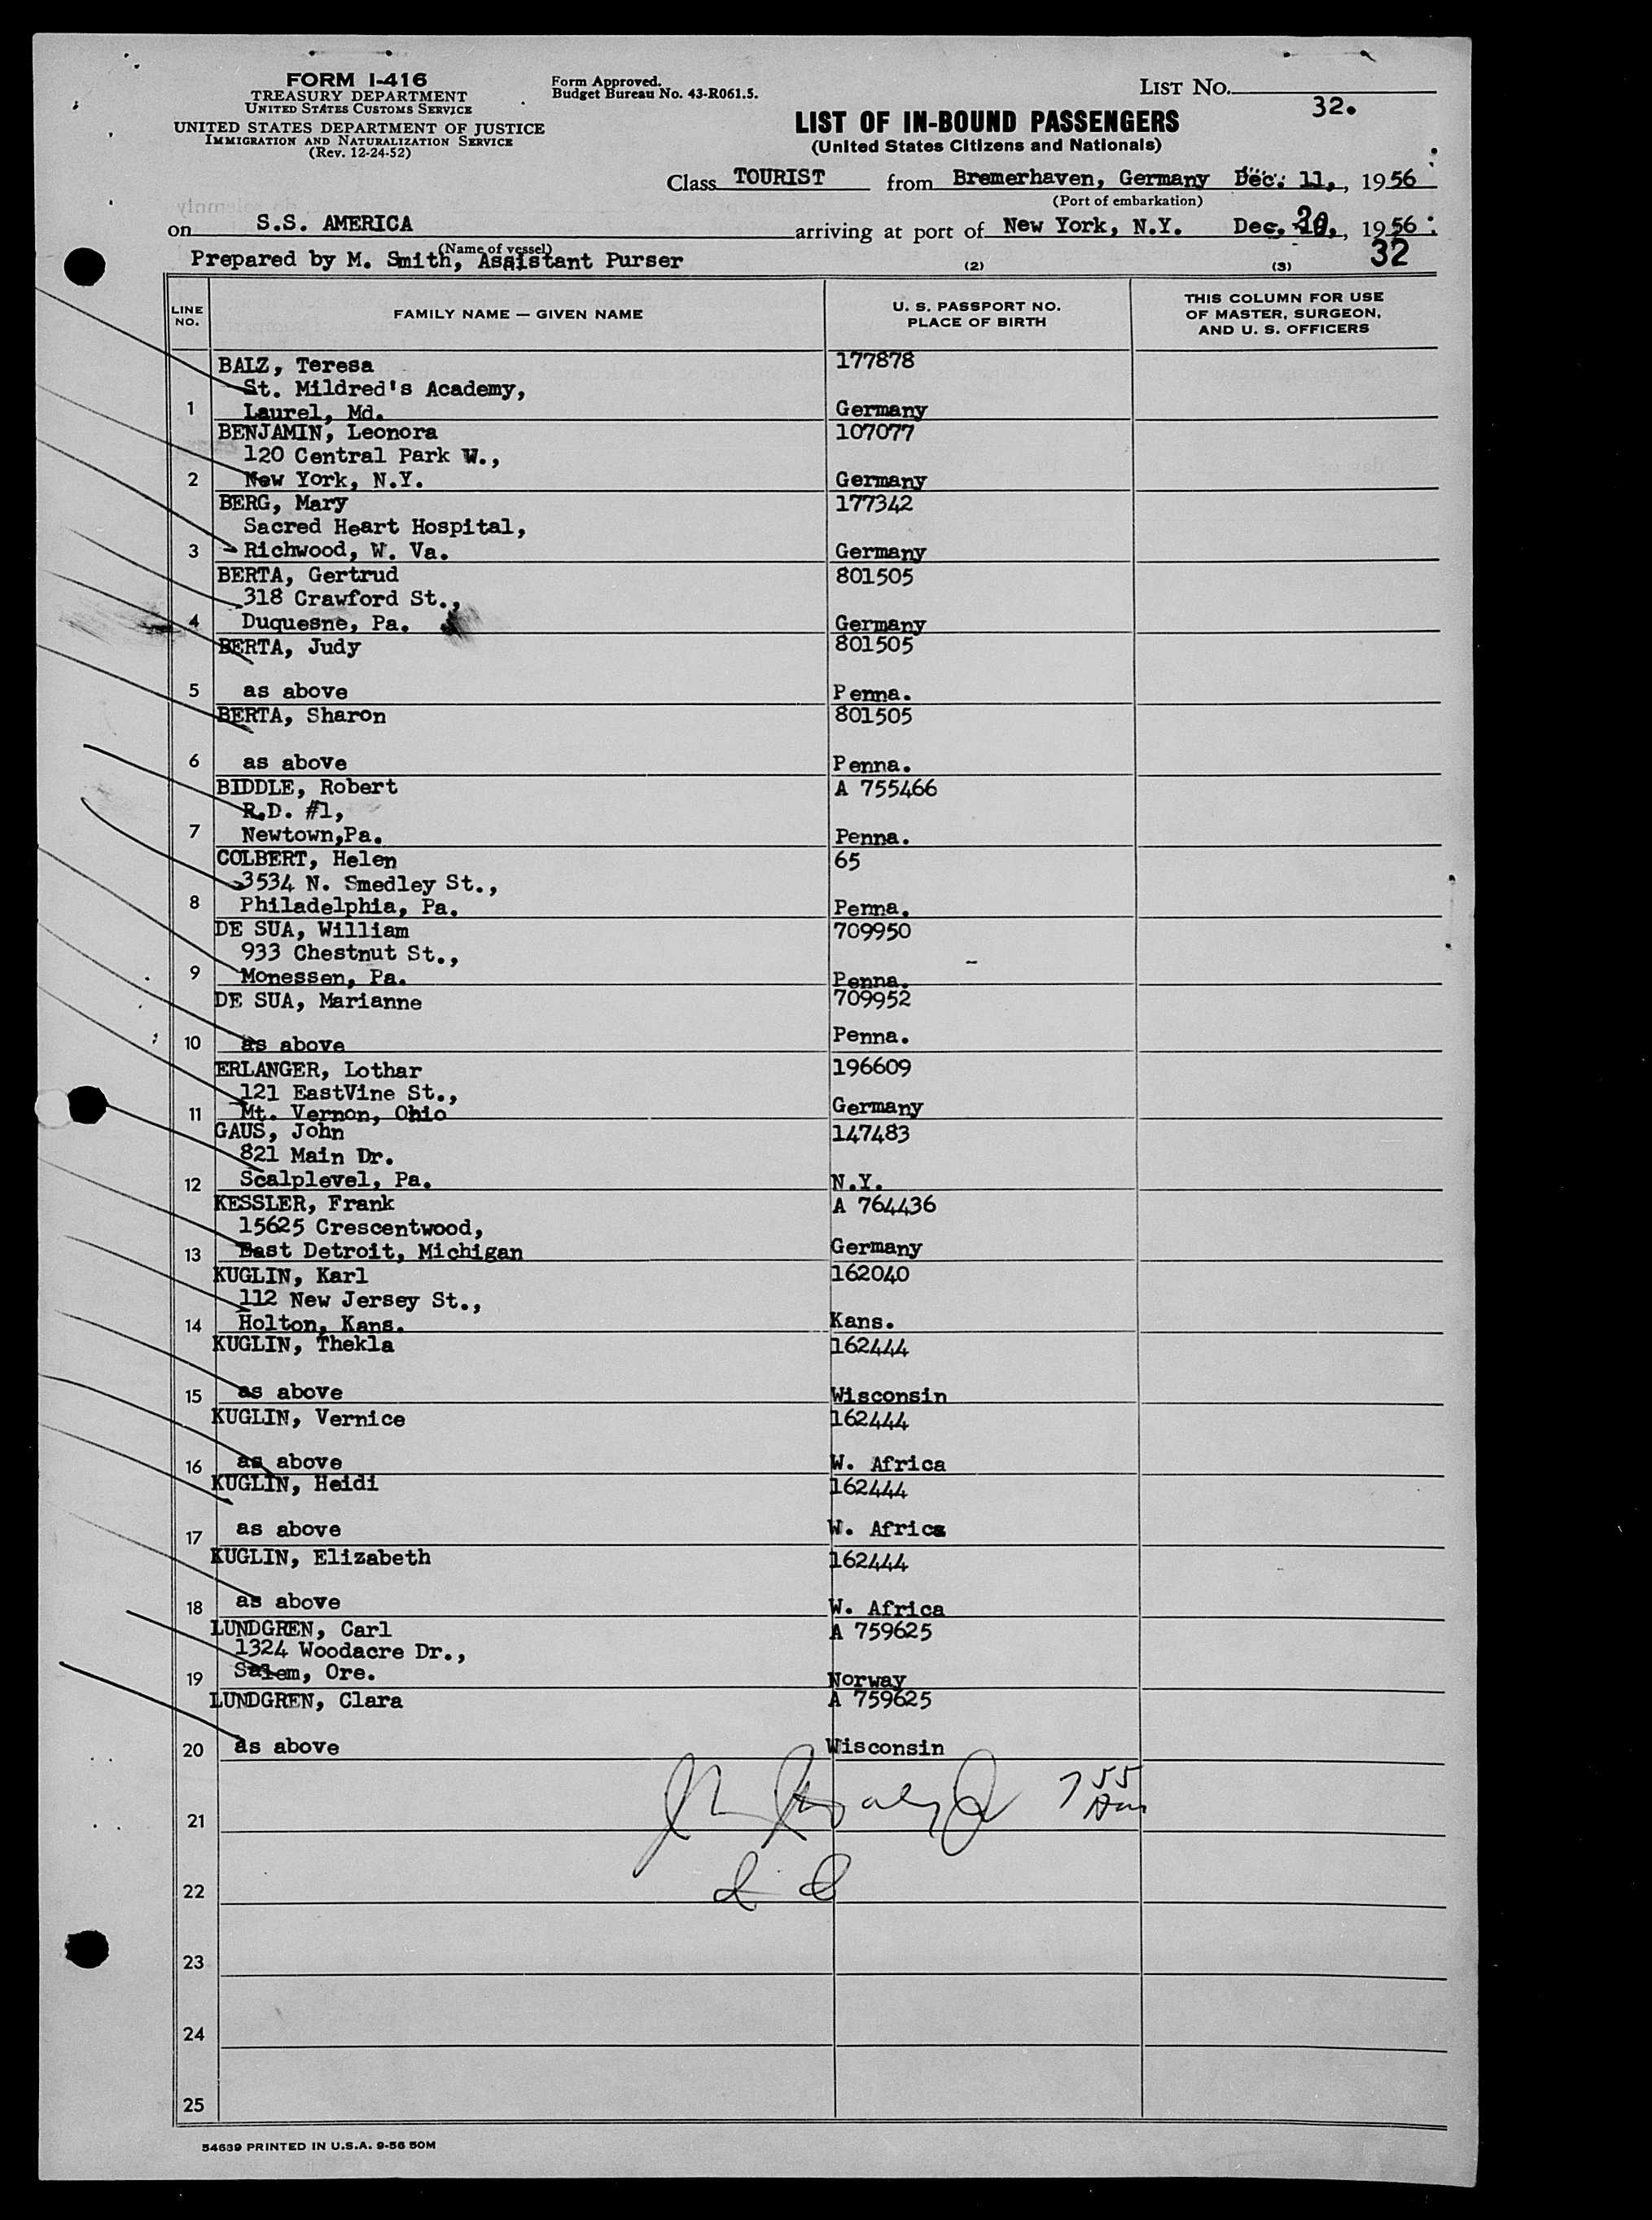 FORM I-416
TREASURY DEPARTMENT
UNITED STATES CUSTOMS SERVICE
UNITED STATES DEPARTMENT OF JUSTICE
IMMIGRATION AND NATURALIZATION SERVICE
(Rev. 12-24-52)
Form Approved.
Budget Bureau No. 43-R061.5.
LIST NO.
32.
LIST OF IN-BOUND PASSENGERS
(United States Citizens and Nationals)
Class TOURIST from Bremerhaven, Germany Dec. 11, , 1956
(Port of embarkation)
on S.S. AMERICA arriving at port of New York, N.Y. Dec. 20, , 1956
(Name of vessel)
Prepared by M. Smith, Assistant Purser (2) (3) 32
LINE NO. FAMILY NAME — GIVEN NAME U. S. PASSPORT NO. PLACE OF BIRTH THIS COLUMN FOR USE OF MASTER, SURGEON, AND U. S. OFFICERS
BALZ, Teresa 177878
St. Mildred's Academy,
1 Laurel, Md. Germany
BENJAMIN, Leonora 107077
120 Central Park W.,
2 New York, N.Y. Germany
BERG, Mary 177342
Sacred Heart Hospital,
3 Richwood, W. Va. Germany
BERTA, Gertrud 801505
318 Crawford St.,
4 Duquesne, Pa. Germany
BERTA, Judy 801505
5 as above Penna.
BERTA, Sharon 801505
6 as above Penna.
BIDDLE, Robert A 755466
R.D. #1,
7 Newtown,Pa. Penna.
COLBERT, Helen 65
3534 N. Smedley St.,
8 Philadelphia, Pa. Penna.
DE SUA, William 709950
933 Chestnut St.,
9 Monessen, Pa. Penna.
DE SUA, Marianne 709952
10 as above Penna.
ERLANGER, Lothar 196609
121 EastVine St.,
11 Mt. Vernon, Ohio Germany
GAUS, John 147483
821 Main Dr.
12 Scalplevel, Pa. N.Y.
KESSLER, Frank A 764436
15625 Crescentwood,
13 East Detroit, Michigan Germany
KUGLIN, Karl 162040
112 New Jersey St.,
14 Holton, Kans. Kans.
KUGLIN, Thekla 162444
15 as above Wisconsin
KUGLIN, Vernice 162444
16 as above W. Africa
KUGLIN, Heidi 162444
17 as above W. Africa
KUGLIN, Elizabeth 162444
18 as above W. Africa
LUNDGREN, Carl A 759625
1324 Woodacre Dr.,
19 Salem, Ore. Norway
LUNDGREN, Clara A 759625
20 as above Wisconsin
7 55
21
22
23
24
25
54639 PRINTED IN U.S.A. 9-56 50M